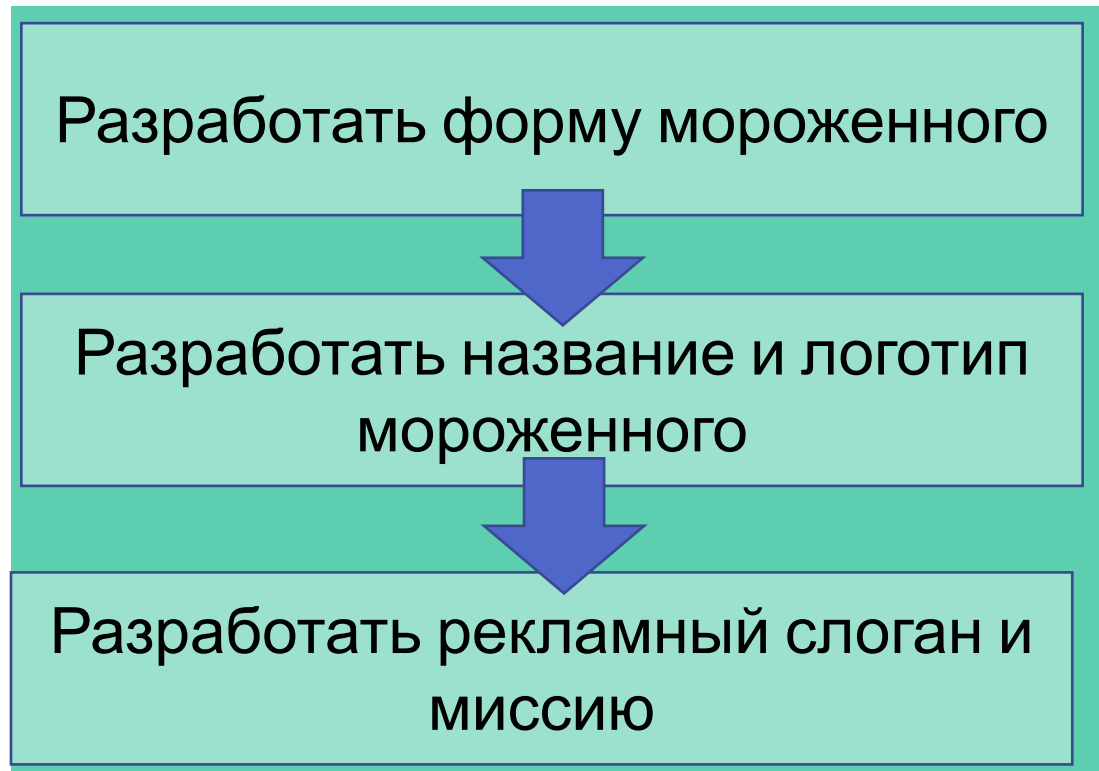 Разработать форму мороженного
Разработать название и логотип
мороженного
Разработать рекламный слоган и
миссию